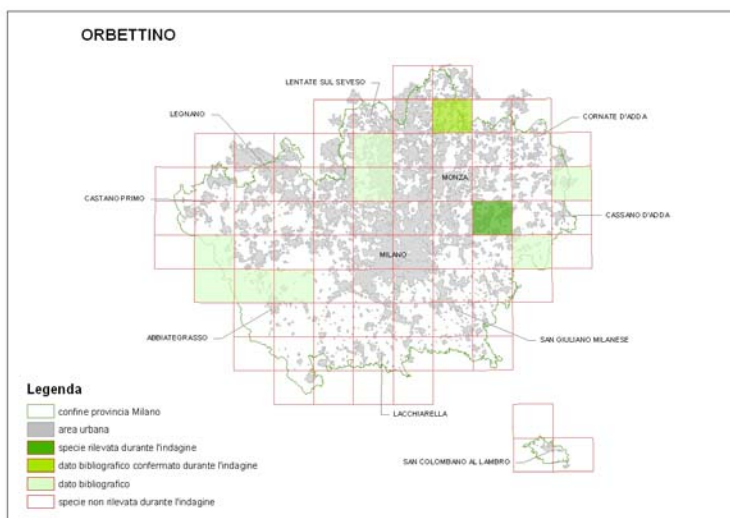 ORBETTINO
LENTATE SUL SEVESO
LEGNANO
CORNATE D'ADDA
MONZA
CASTANO PRIMO
CASSANO D'ADDA
MILANO
ABBIATEGRASSO
SAN GIULIANO MILANESE
LACCHIARELLA
SAN COLOMBANO AL LAMBRO
Legenda
confine provincia Milano
area urbana
specie rilevata durante l'indagine
dato bibliografico confermato durante l'indagine
dato bibliografico
specie non rilevata durante l'indagine